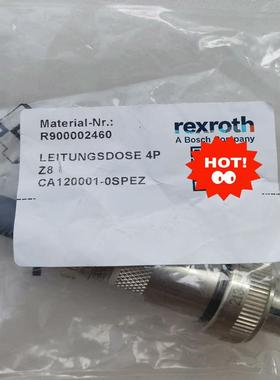 Material-Nr.:
R900002460
rexroth
A Bosch Company
LEITUNGSDOSE 4P
Z8
CA120001-0SPEZ
HOT!